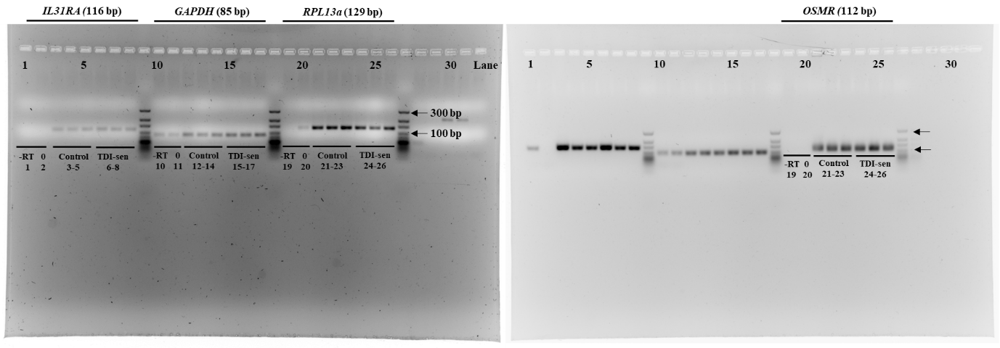 IL31RA (116 bp) GAPDH (85 bp) RPL13a (129 bp) OSMR (112 bp)
1 5 10 15 20 25 30 Lane 1 5 10 15 20 25 30
300 bp
100 bp
-RT 0 Control TDI-sen -RT 0 Control TDI-sen -RT 0 Control TDI-sen
1 2 3-5 6-8 10 11 12-14 15-17 19 20 21-23 24-26
-RT 0 Control TDI-sen
19 20 21-23 24-26